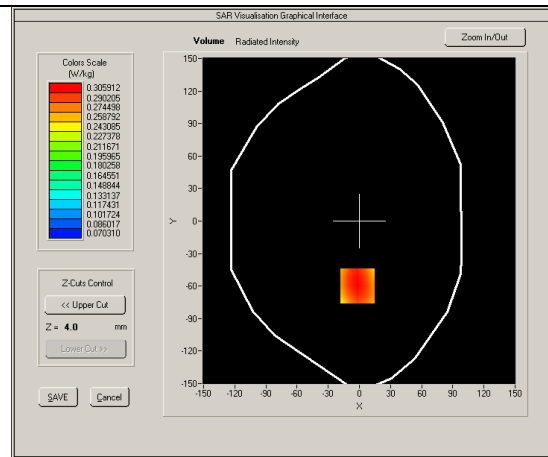 SAR Visualisation Graphical Interface
Volume Radiated Intensity
Zoom In/Out
Colors Scale
(W/kg)
0.305912
0.290205
0.274498
0.258792
0.243085
0.227378
0.211671
0.195965
0.180258
0.164551
0.148844
0.133137
0.117431
0.101724
0.086017
0.070310
Z-Cuts Control
<< Upper Cut
Z = 4.0 mm
Lower Cut >>
SAVE Cancel
150
120
90
60
30
0
-30
-60
-90
-120
-150
Y
-150 -120 -90 -60 -30 0 30 60 90 120 150
X